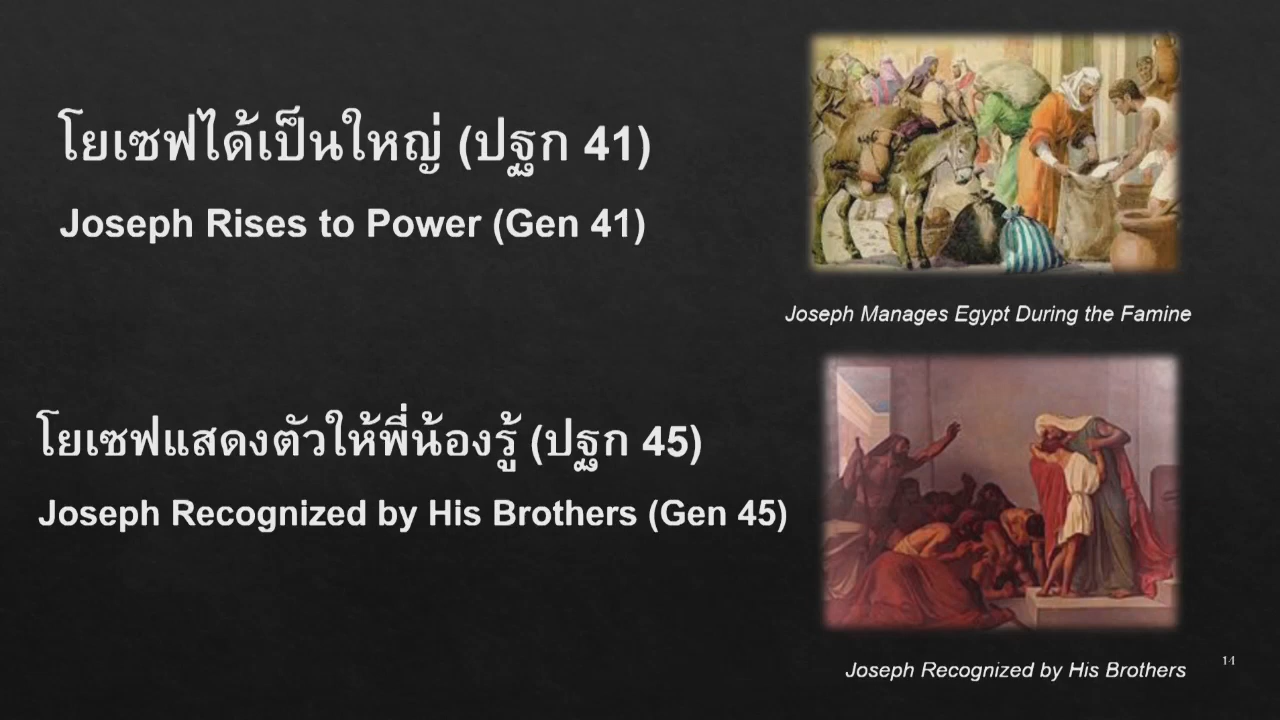 โยเซฟได้เป็นใหญ่ (ปฐก 41)
Joseph Rises to Power (Gen 41)
Joseph Manages Egypt During the Famine
โยเซฟแสดงตัวให้พี่น้องรู้ (ปฐก 45)
Joseph Recognized by His Brothers (Gen 45)
Joseph Recognized by His Brothers
14